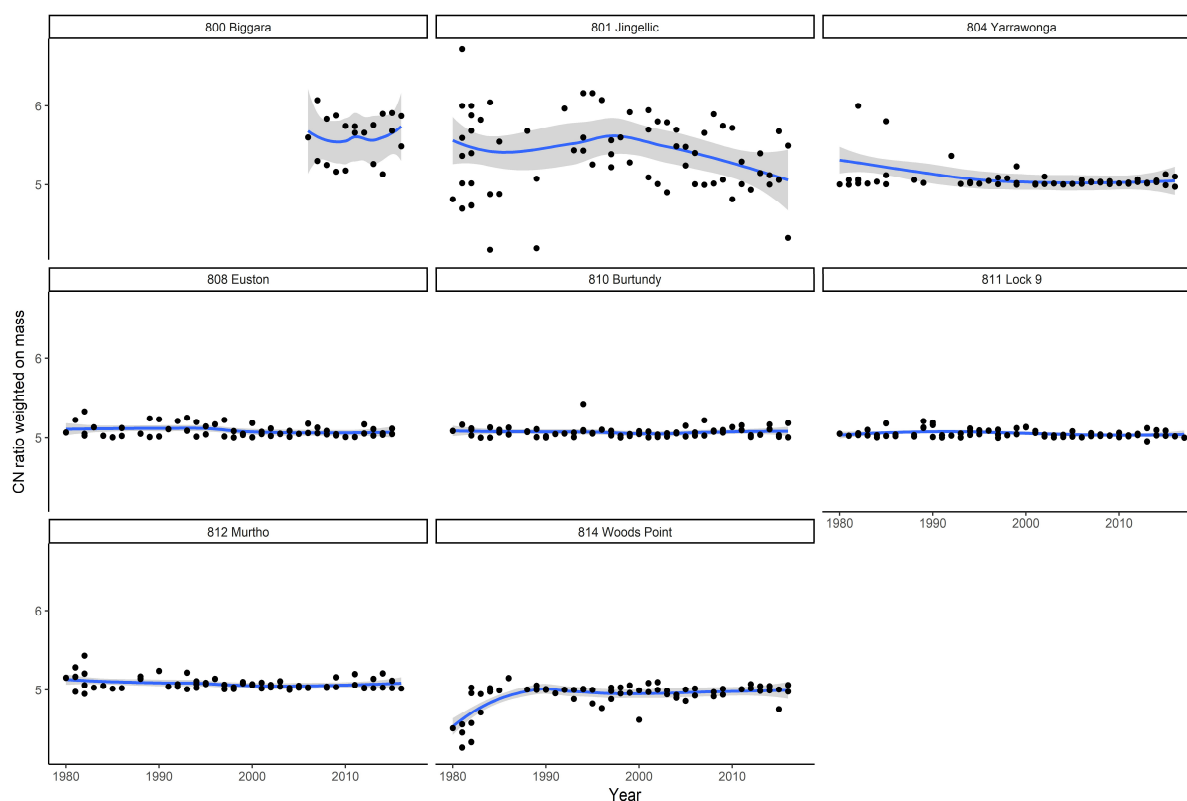 800 Biggara
801 Jingellic
804 Yarrawonga
6
5
808 Euston
810 Burtundy
811 Lock 9
6
5
CN ratio weighted on mass
1980 1990 2000 2010
812 Murtho
814 Woods Point
6
5
1980 1990 2000 2010
1980 1990 2000 2010
Year